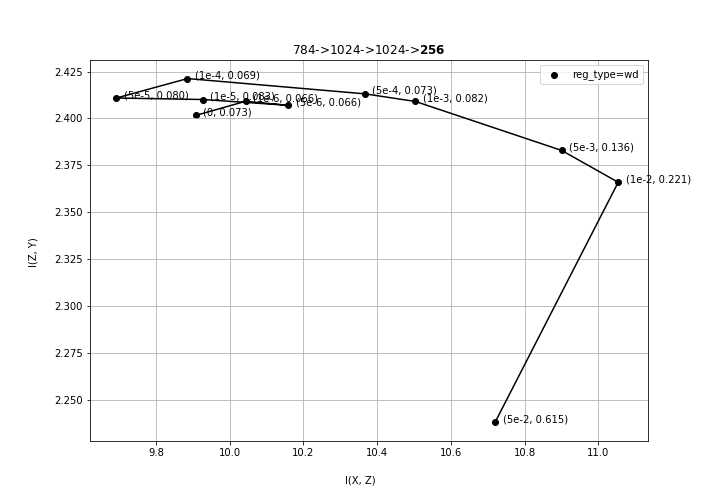 784->1024->1024->256
reg_type=wd
2.425
2.400
2.375
2.350
2.325
2.300
2.275
2.250
I(Z, Y)
(1e-4, 0.069)
(5e-5, 0.080)
(1e-5, 0.083)
(1e-6, 0.066)
(5e-6, 0.066)
(0, 0.073)
(5e-4, 0.073)
(1e-3, 0.082)
(5e-3, 0.136)
(1e-2, 0.221)
(5e-2, 0.615)
9.8 10.0 10.2 10.4 10.6 10.8 11.0
I(X, Z)